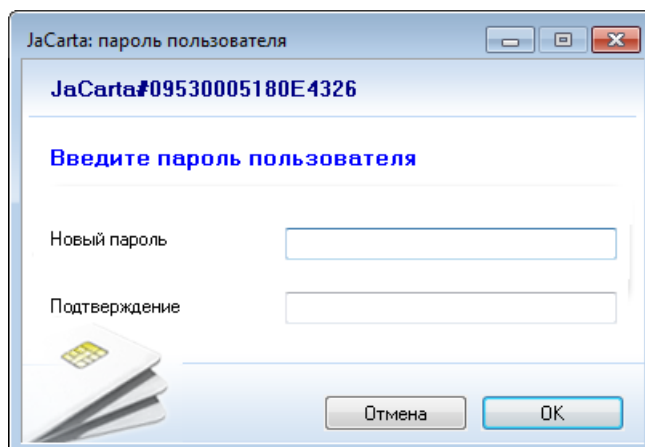 JaCarta: пароль пользователя
JaCarta#09530005180E4326
Введите пароль пользователя
Новый пароль
Подтверждение
Отмена
OK